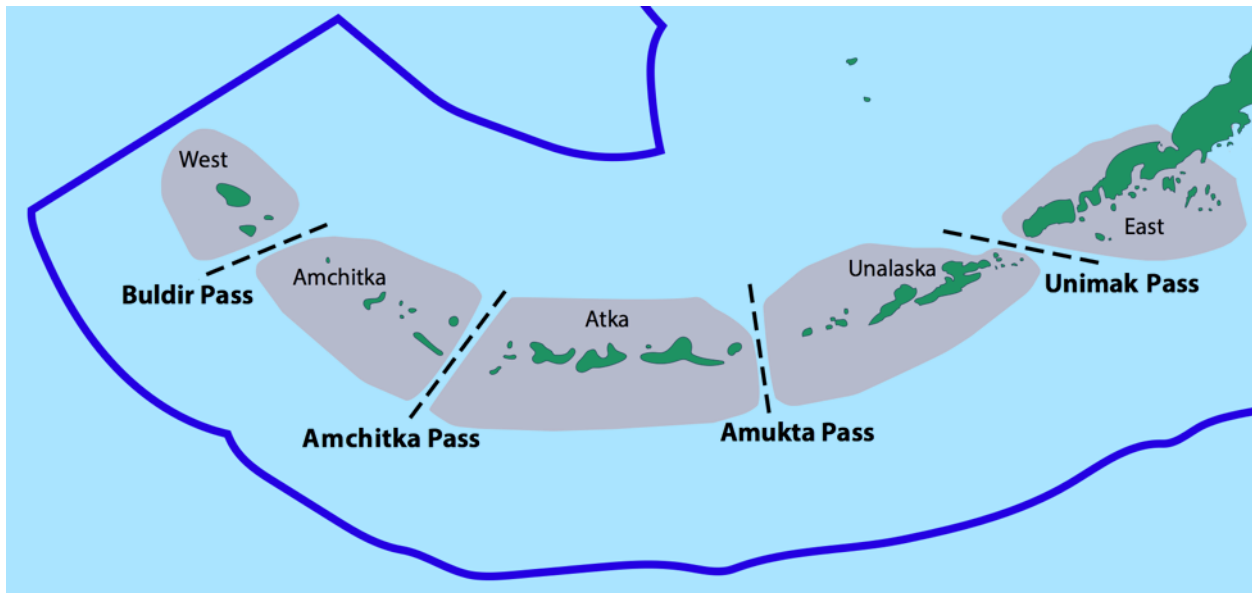 West
Buldir Pass
Amchitka
Amchitka Pass
Atka
Amukta Pass
Unalaska
Unimak Pass
East